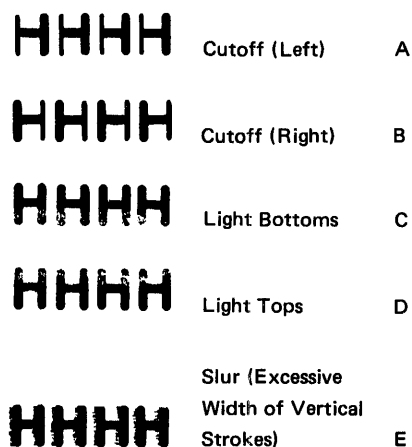 HHHH Cutoff (Left) A
HHHH Cutoff (Right) B
HHHH Light Bottoms C
HHHH Light Tops D
Slur (Excessive
Width of Vertical
HHHH Strokes) E